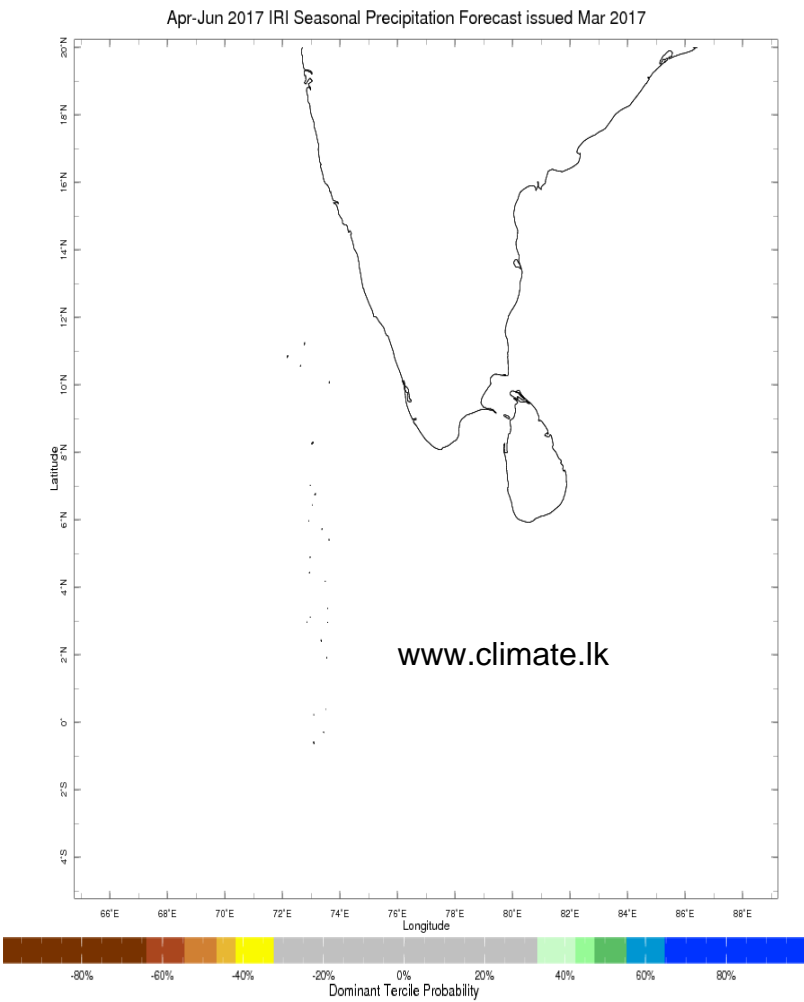 Apr-Jun 2017 IRI Seasonal Precipitation Forecast issued Mar 2017
20°N
18°N
16°N
14°N
12°N
10°N
8°N
Latitude
6°N
4°N
www.climate.lk
2°N
0°
2°S
4°S
66°E 68°E 70°E 72°E 74°E 76°E 78°E 80°E 82°E 84°E 86°E 88°E
Longitude
-80% -60% -40% -20% 0% 20% 40% 60% 80%
Dominant Tercile Probability